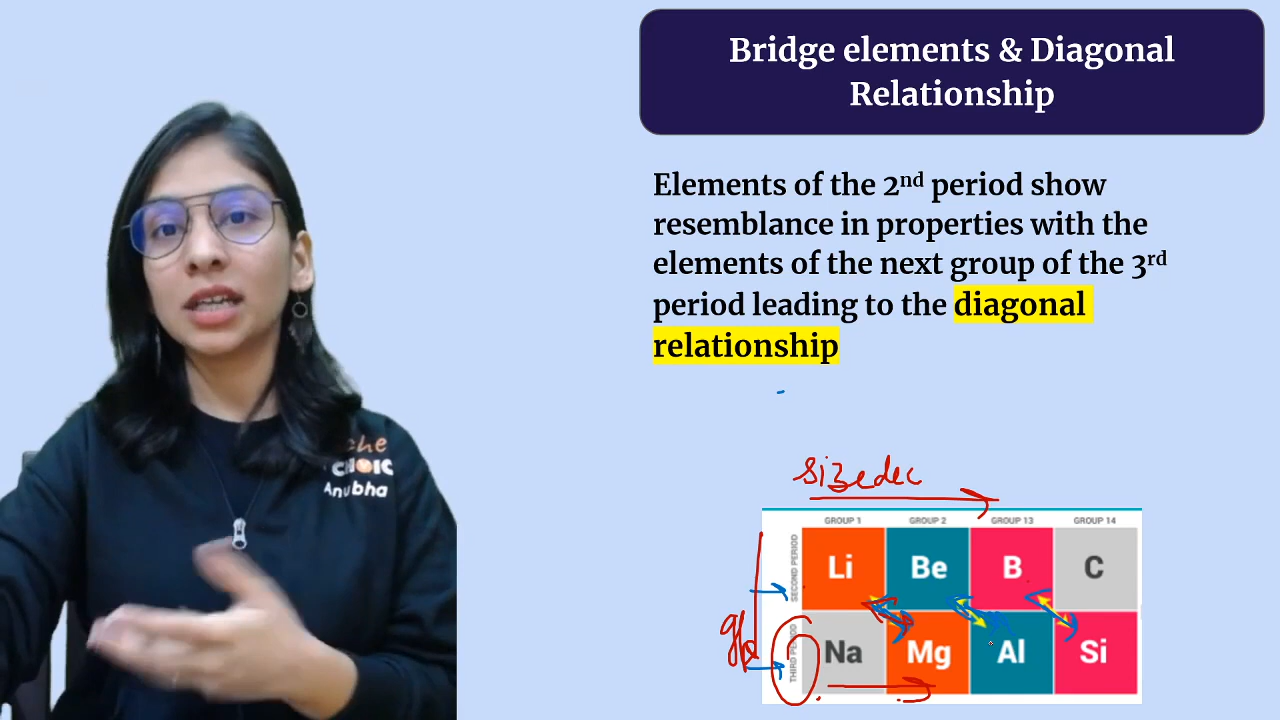 Bridge elements & Diagonal
Relationship
Elements of the 2nd period show
resemblance in properties with the
elements of the next group of the 3rd
period leading to the diagonal
relationship
size dec
GROUP 1 GROUP 2 GROUP 13 GROUP 14
SECOND PERIOD
Li Be B C
THIRD PERIOD
Na Mg Al Si
CHOIC
Anubha